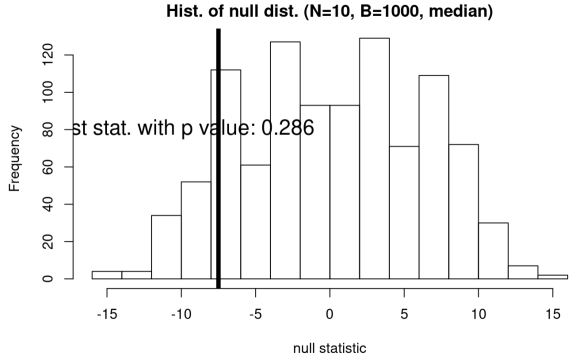 Hist. of null dist. (N=10, B=1000, median)
120
100
80
60
40
20
0
Frequency
st stat. with p value: 0.286
-15 -10 -5 0 5 10 15
null statistic